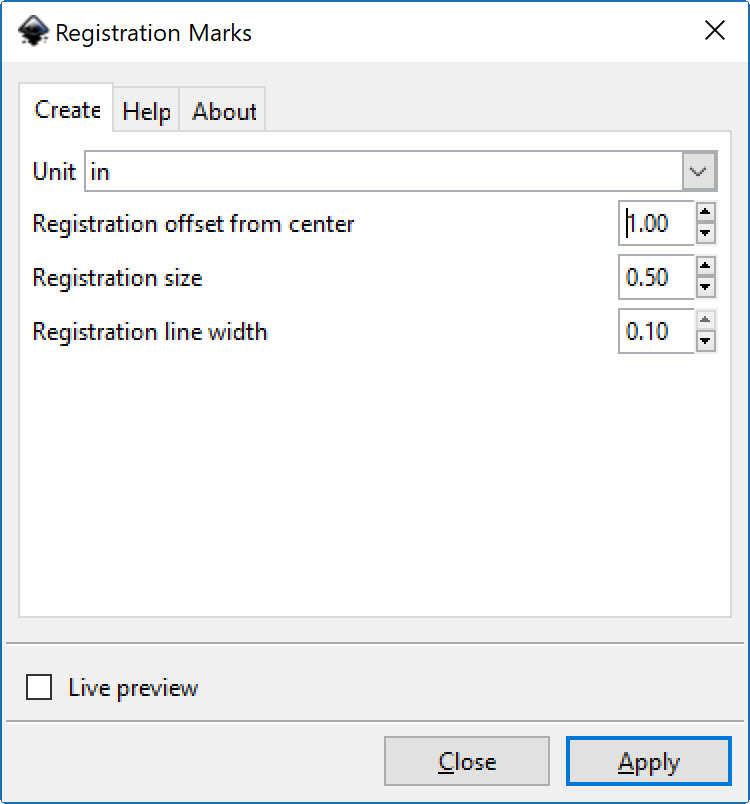 Registration Marks
Create Help About
Unit in
Registration offset from center 1.00
Registration size 0.50
Registration line width 0.10
Live preview
Close Apply